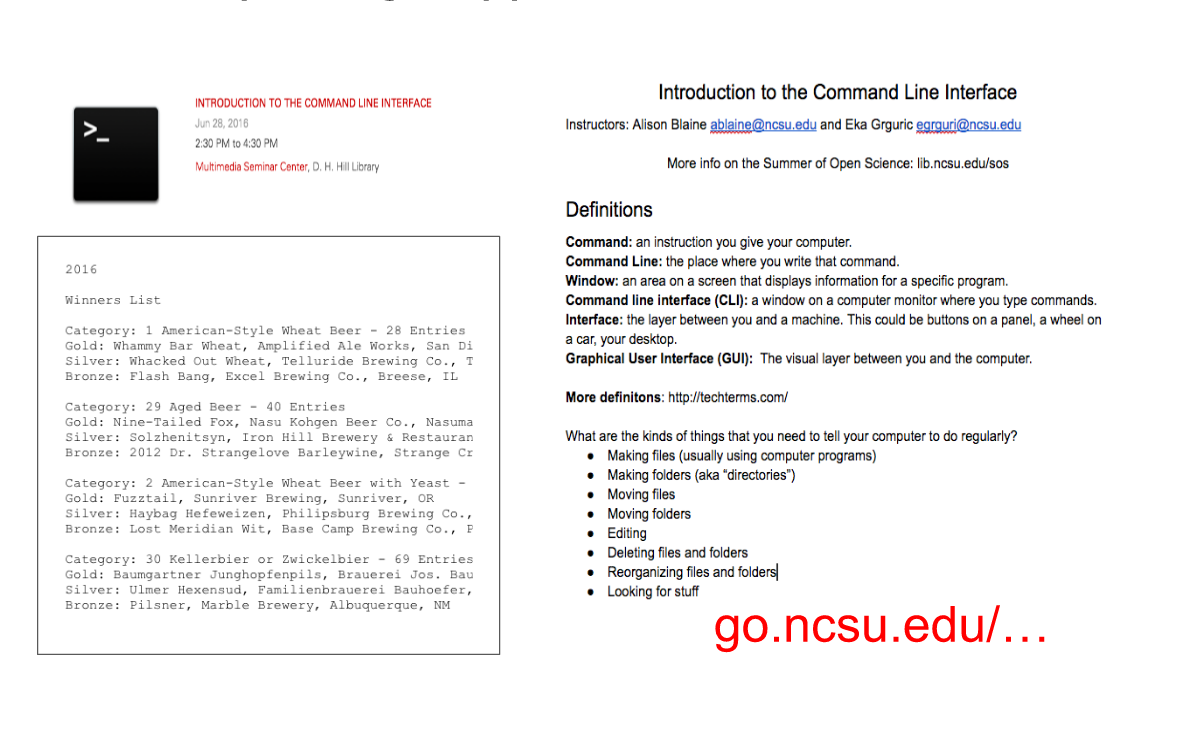 >_
INTRODUCTION TO THE COMMAND LINE INTERFACE
Jun 28, 2016
2:30 PM to 4:30 PM
Multimedia Seminar Center, D. H. Hill Library
2016
Winners List
Category: 1 American-Style Wheat Beer - 28 Entries
Gold: Whammy Bar Wheat, Amplified Ale Works, San Di
Silver: Whacked Out Wheat, Telluride Brewing Co., T
Bronze: Flash Bang, Excel Brewing Co., Breese, IL
Category: 29 Aged Beer - 40 Entries
Gold: Nine-Tailed Fox, Nasu Kohgen Beer Co., Nasuma
Silver: Solzhenitsyn, Iron Hill Brewery & Restauran
Bronze: 2012 Dr. Strangelove Barleywine, Strange Cr
Category: 2 American-Style Wheat Beer with Yeast -
Gold: Fuzztail, Sunriver Brewing, Sunriver, OR
Silver: Haybag Hefeweizen, Philipsburg Brewing Co.,
Bronze: Lost Meridian Wit, Base Camp Brewing Co., P
Category: 30 Kellerbier or Zwickelbier - 69 Entries
Gold: Baumgartner Junghopfenpils, Brauerei Jos. Bau
Silver: Ulmer Hexensud, Familienbrauerei Bauhoefer,
Bronze: Pilsner, Marble Brewery, Albuquerque, NM
Introduction to the Command Line Interface
Instructors: Alison Blaine ablaine@ncsu.edu and Eka Grguric egrguri@ncsu.edu
More info on the Summer of Open Science: lib.ncsu.edu/sos
Definitions
Command: an instruction you give your computer.
Command Line: the place where you write that command.
Window: an area on a screen that displays information for a specific program.
Command line interface (CLI): a window on a computer monitor where you type commands.
Interface: the layer between you and a machine. This could be buttons on a panel, a wheel on
a car, your desktop.
Graphical User Interface (GUI): The visual layer between you and the computer.
More definitons: http://techterms.com/
What are the kinds of things that you need to tell your computer to do regularly?
● Making files (usually using computer programs)
● Making folders (aka “directories”)
● Moving files
● Moving folders
● Editing
● Deleting files and folders
● Reorganizing files and folders
● Looking for stuff
go.ncsu.edu/…